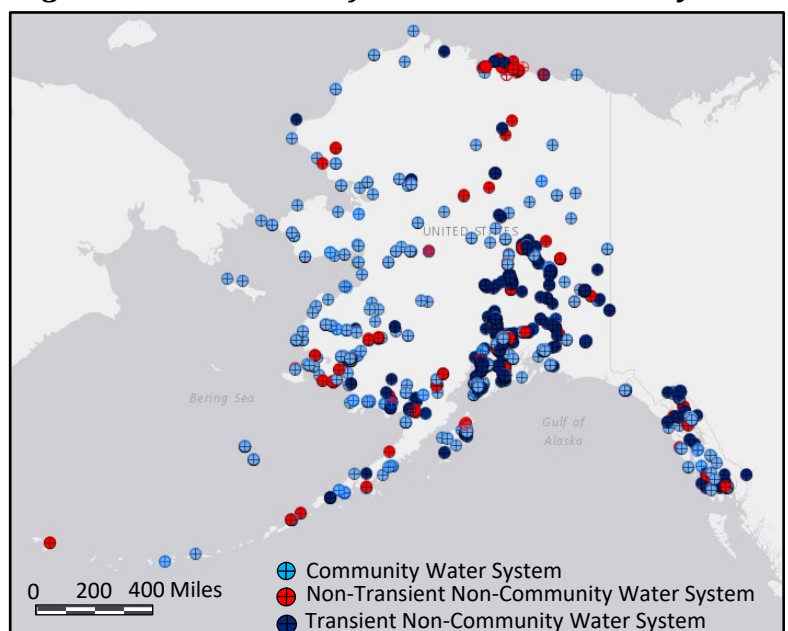 UNITED STATES
Bering Sea
Gulf of
Alaska
Community Water System
Non-Transient Non-Community Water System
Transient Non-Community Water System
0 200 400 Miles